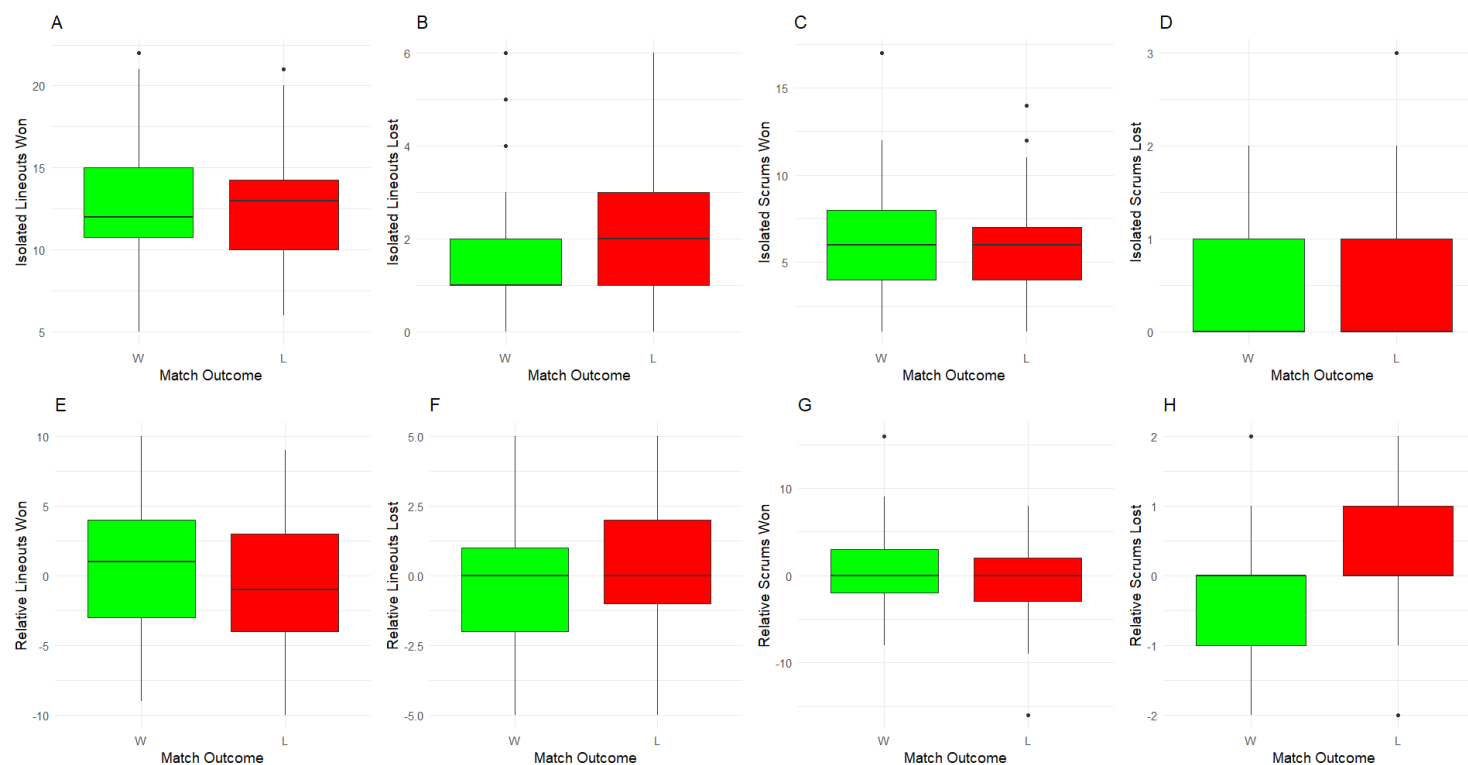 A
Isolated Lineouts Won
20
15
10
5
W L
Match Outcome
B
Isolated Lineouts Lost
6
4
2
0
W L
Match Outcome
C
Isolated Scrums Won
15
10
5
W L
Match Outcome
D
Isolated Scrums Lost
3
2
1
0
W L
Match Outcome
E
Relative Lineouts Won
10
5
0
-5
-10
W L
Match Outcome
F
Relative Lineouts Lost
5.0
2.5
0.0
-2.5
-5.0
W L
Match Outcome
G
Relative Scrums Won
10
0
-10
W L
Match Outcome
H
Relative Scrums Lost
2
1
0
-1
-2
W L
Match Outcome